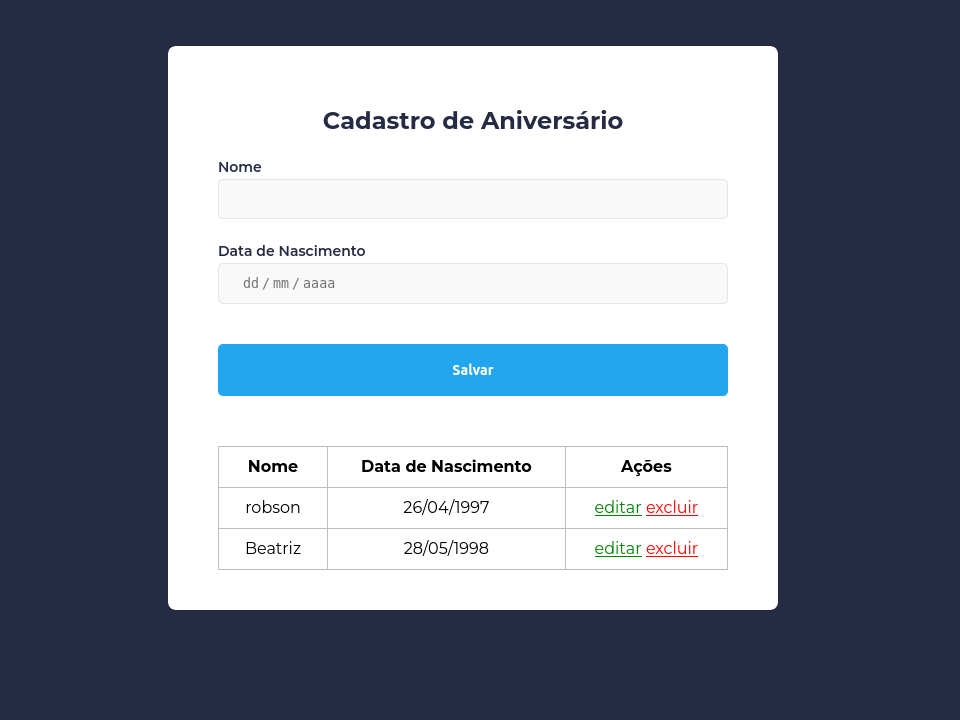 Cadastro de Aniversário
Nome
Data de Nascimento
dd / mm / aaaa
Salvar
Nome Data de Nascimento Ações
robson 26/04/1997 editar excluir
Beatriz 28/05/1998 editar excluir